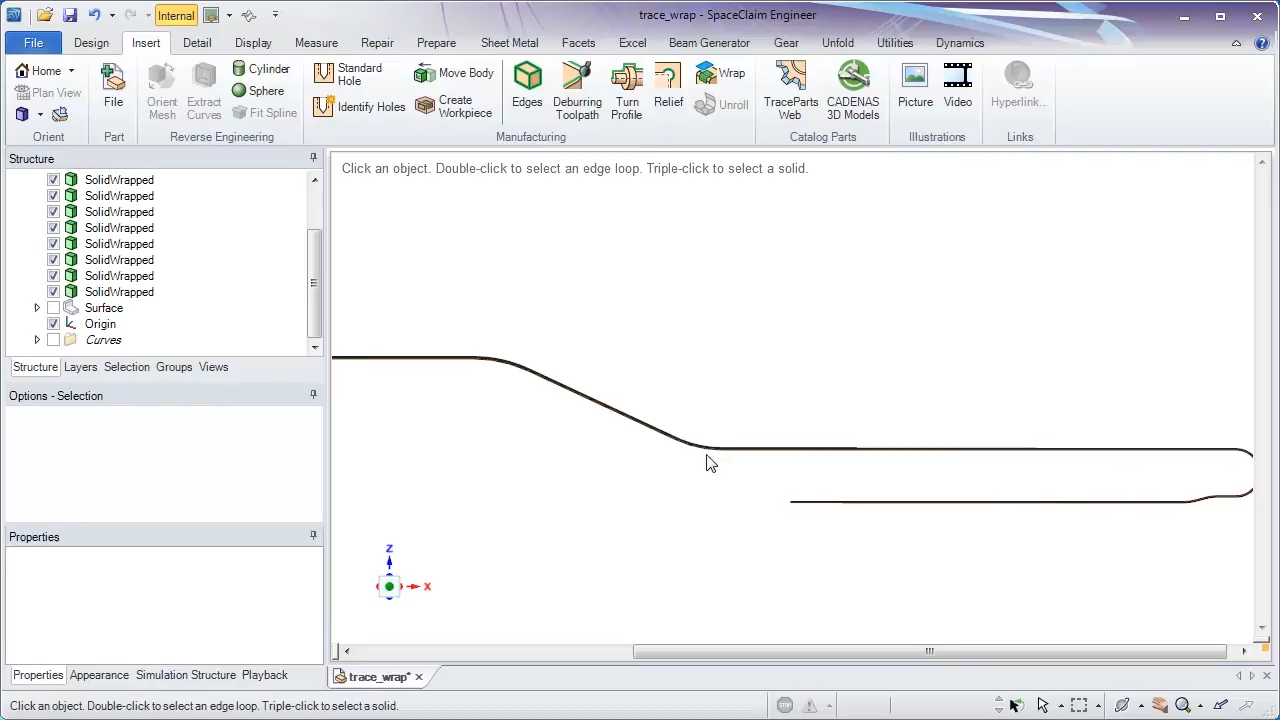 trace_wrap - SpaceClaim Engineer
Internal
File Design Insert Detail Display Measure Repair Prepare Sheet Metal Facets Excel Beam Generator Gear Unfold Utilities Dynamics
Home
Plan View
Orient
File
Part
Orient Mesh
Extract Curves
Cylinder
Sphere
Fit Spline
Reverse Engineering
Standard Hole
Identify Holes
Move Body
Create Workpiece
Edges
Deburring Toolpath
Turn Profile
Relief
Wrap
Unroll
Manufacturing
TraceParts Web
CADENAS 3D Models
Catalog Parts
Picture
Video
Illustrations
Hyperlink...
Links
Structure
SolidWrapped
SolidWrapped
SolidWrapped
SolidWrapped
SolidWrapped
SolidWrapped
SolidWrapped
SolidWrapped
Surface
Origin
Curves
Structure Layers Selection Groups Views
Options - Selection
Properties
Properties Appearance Simulation Structure Playback
Click an object. Double-click to select an edge loop. Triple-click to select a solid.
Z
X
trace_wrap*
Click an object. Double-click to select an edge loop. Triple-click to select a solid.